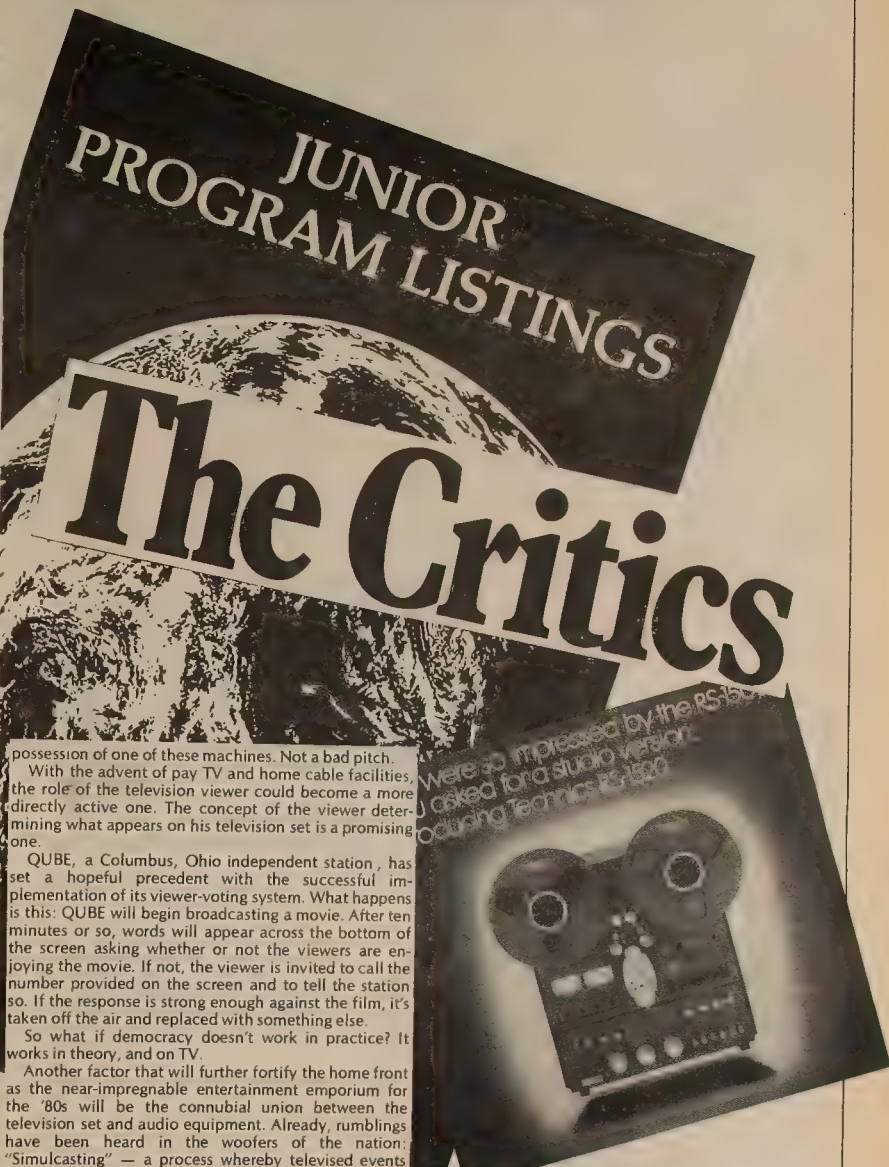 JUNIOR
PROGRAM LISTINGS
The Critics
possession of one of these machines. Not a bad pitch.
With the advent of pay TV and home cable facilities,
the role of the television viewer could become a more
directly active one. The concept of the viewer deter-
mining what appears on his television set is a promising
one.
QUBE, a Columbus, Ohio independent station, has
set a hopeful precedent with the successful im-
plementation of its viewer-voting system. What happens
is this: QUBE will begin broadcasting a movie. After ten
minutes or so, words will appear across the bottom of
the screen asking whether or not the viewers are en-
joying the movie. If not, the viewer is invited to call the
number provided on the screen and to tell the station
so. If the response is strong enough against the film, it's
taken off the air and replaced with something else.
So what if democracy doesn't work in practice? It
works in theory, and on TV.
Another factor that will further fortify the home front
as the near-impregnable entertainment emporium for
the '80s will be the connubial union between the
television set and audio equipment. Already, rumblings
have been heard in the woofers of the nation:
"Simulcasting" — a process whereby televised events
were so impressed by the RS-15
asked for a studio version.
Technics RS-1520